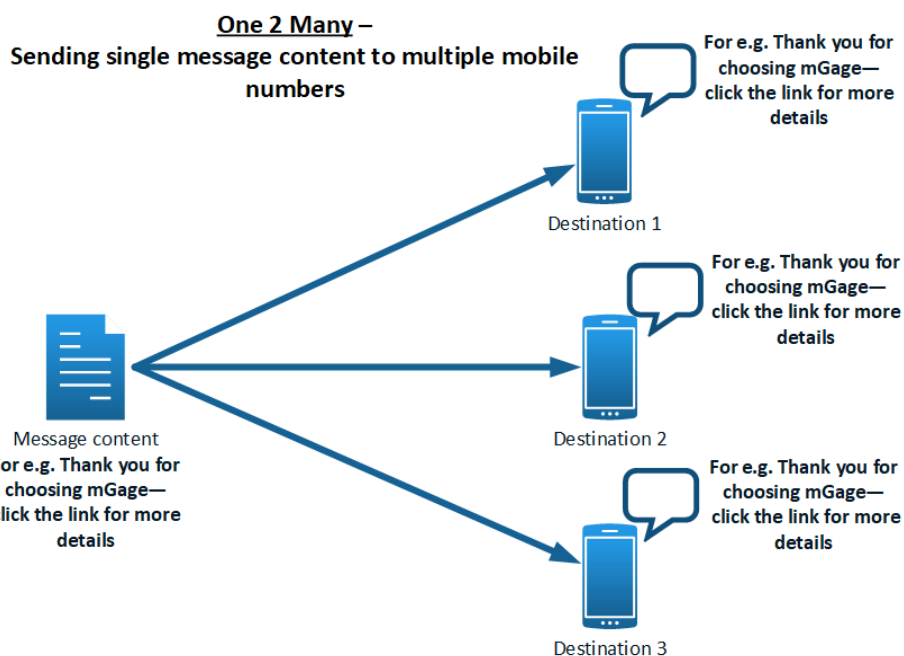 One 2 Many –
Sending single message content to multiple mobile
numbers
For e.g. Thank you for
choosing mGage—
click the link for more
details
Destination 1
For e.g. Thank you for
choosing mGage—
click the link for more
details
Destination 2
Message content
or e.g. Thank you for
choosing mGage—
lick the link for more
details
For e.g. Thank you for
choosing mGage—
click the link for more
details
Destination 3